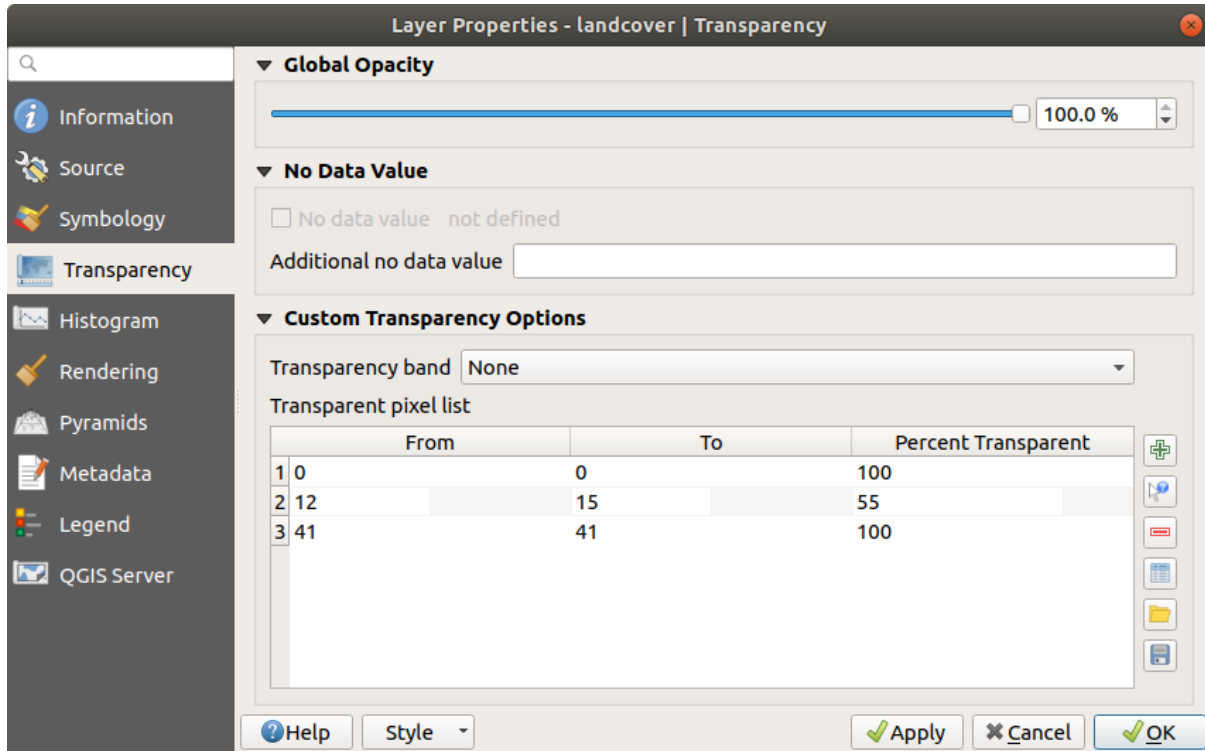 Layer Properties - landcover | Transparency
Information
Source
Symbology
Transparency
Histogram
Rendering
Pyramids
Metadata
Legend
QGIS Server
Global Opacity
100.0 %
No Data Value
No data value not defined
Additional no data value
Custom Transparency Options
Transparency band None
Transparent pixel list
From To Percent Transparent
1 0 0 100
2 12 15 55
3 41 41 100
Help Style Apply Cancel OK